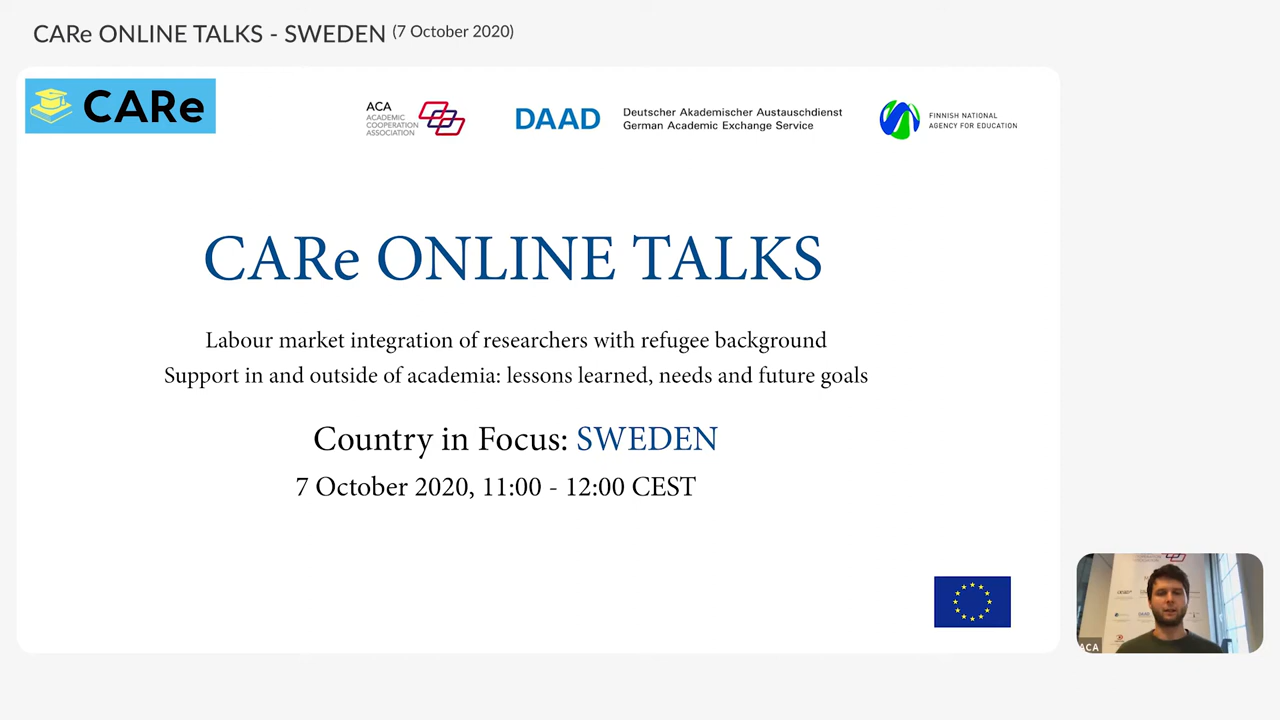 CARe ONLINE TALKS - SWEDEN (7 October 2020)
CARe
ACA
ACADEMIC
COOPERATION
ASSOCIATION
DAAD
Deutscher Akademischer Austauschdienst
German Academic Exchange Service
FINNISH NATIONAL
AGENCY FOR EDUCATION
CARe ONLINE TALKS
Labour market integration of researchers with refugee background
Support in and outside of academia: lessons learned, needs and future goals
Country in Focus: SWEDEN
7 October 2020, 11:00 - 12:00 CEST
ACA